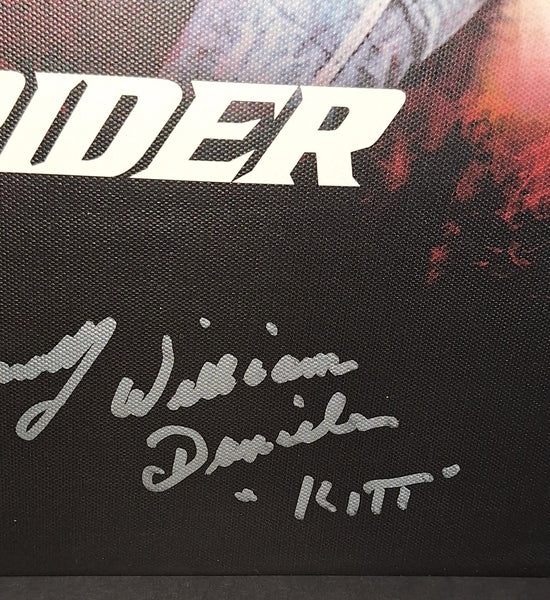 IDER
William
Daniels
"KITT"